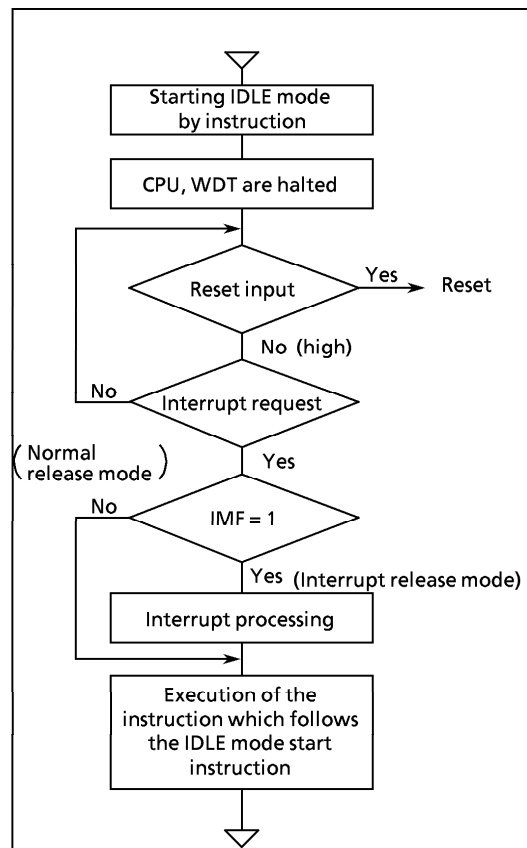 Starting IDLE mode
by instruction
CPU, WDT are halted
Reset input
Yes
Reset
No (high)
No
Interrupt request
(Normal
release mode)
Yes
No
IMF = 1
Yes (Interrupt release mode)
Interrupt processing
Execution of the
instruction which follows
the IDLE mode start
instruction